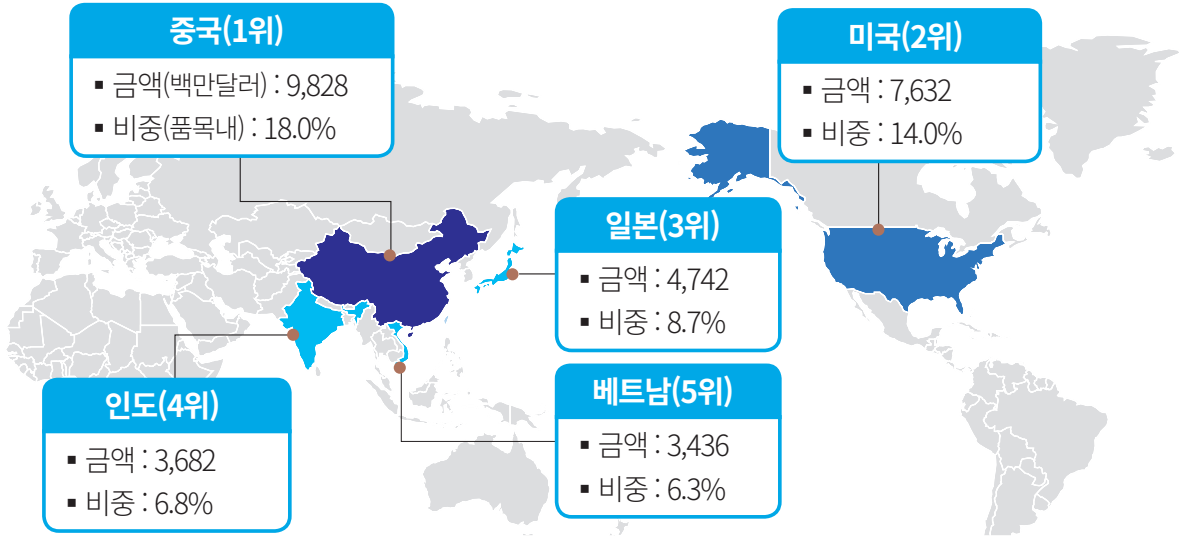 중국(1위)
▪ 금액(백만달러) : 9,828
▪ 비중(품목내) : 18.0%
미국(2위)
▪ 금액 : 7,632
▪ 비중 : 14.0%
일본(3위)
▪ 금액 : 4,742
▪ 비중 : 8.7%
인도(4위)
▪ 금액 : 3,682
▪ 비중 : 6.8%
베트남(5위)
▪ 금액 : 3,436
▪ 비중 : 6.3%